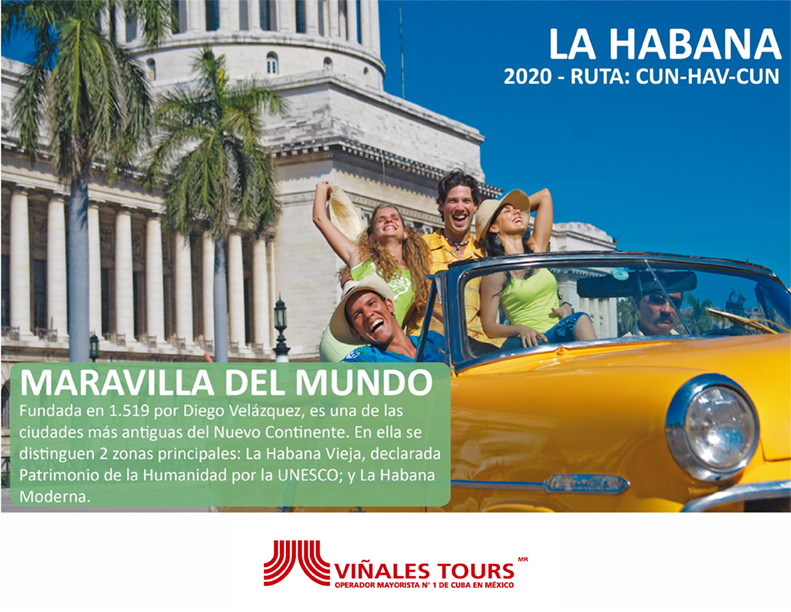 LA HABANA
2020 - RUTA: CUN-HAV-CUN
MARAVILLA DEL MUNDO
Fundada en 1.519 por Diego Velázquez, es una de las
ciudades más antiguas del Nuevo Continente. En ella se
distinguen 2 zonas principales: La Habana Vieja, declarada
Patrimonio de la Humanidad por la UNESCO; y La Habana
Moderna.
VIÑALES TOURS MR
OPERADOR MAYORISTA N° 1 DE CUBA EN MÉXICO